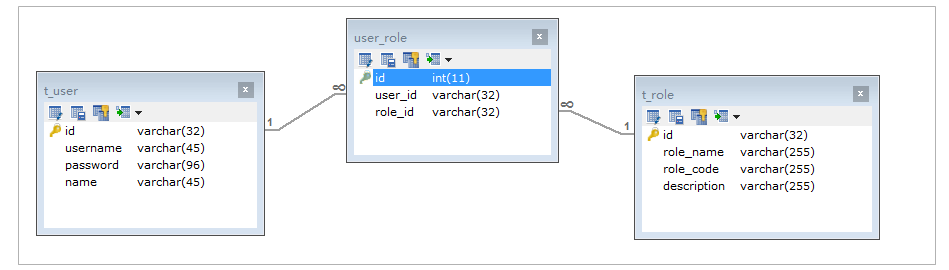 user_role
id int(11)
user_id varchar(32)
role_id varchar(32)
t_user
id varchar(32)
username varchar(45)
password varchar(96)
name varchar(45)
1
∞
∞
1
t_role
id varchar(32)
role_name varchar(255)
role_code varchar(255)
description varchar(255)